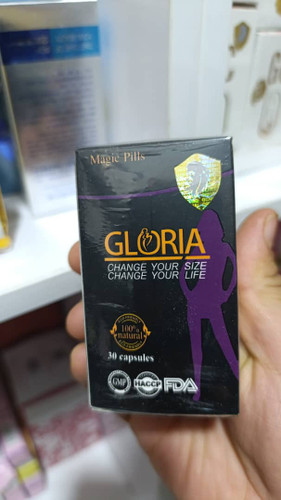 Magic Pills
GLORIA
CHANGE YOUR SIZE
CHANGE YOUR LIFE
100%
natural
30 capsules
GMP
HACCP
FDA